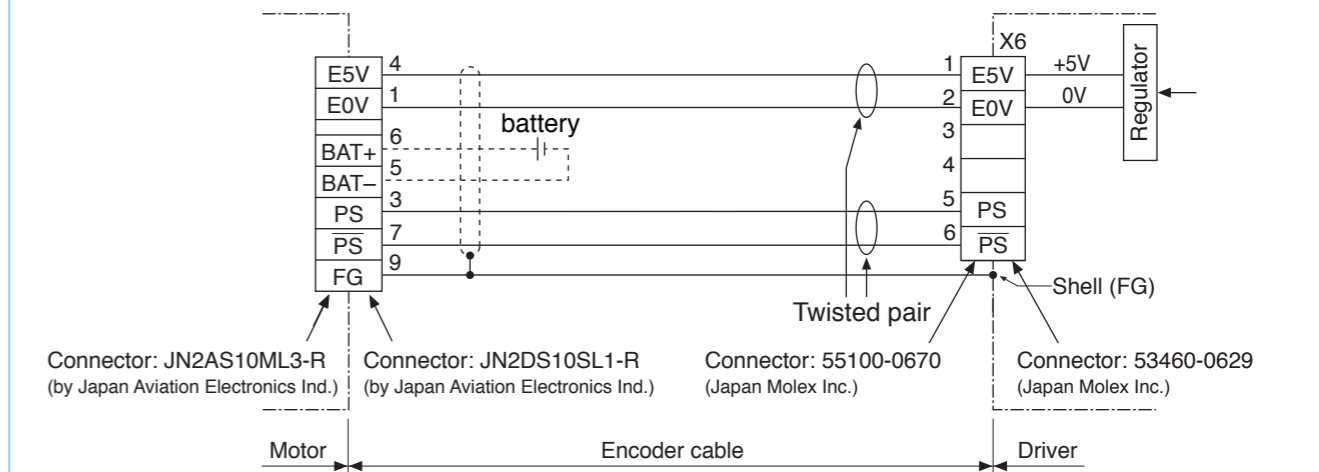 X6
E5V 4 1 E5V +5V
E0V 1 2 E0V 0V
Regulator
battery
BAT+ 6 3
BAT– 5 4
PS 3 5 PS
P̅S̅ 7 6 P̅S̅
FG 9
Shell (FG)
Twisted pair
Connector: JN2AS10ML3-R
(by Japan Aviation Electronics Ind.)
Connector: JN2DS10SL1-R
(by Japan Aviation Electronics Ind.)
Connector: 55100-0670
(Japan Molex Inc.)
Connector: 53460-0629
(Japan Molex Inc.)
Motor Encoder cable Driver